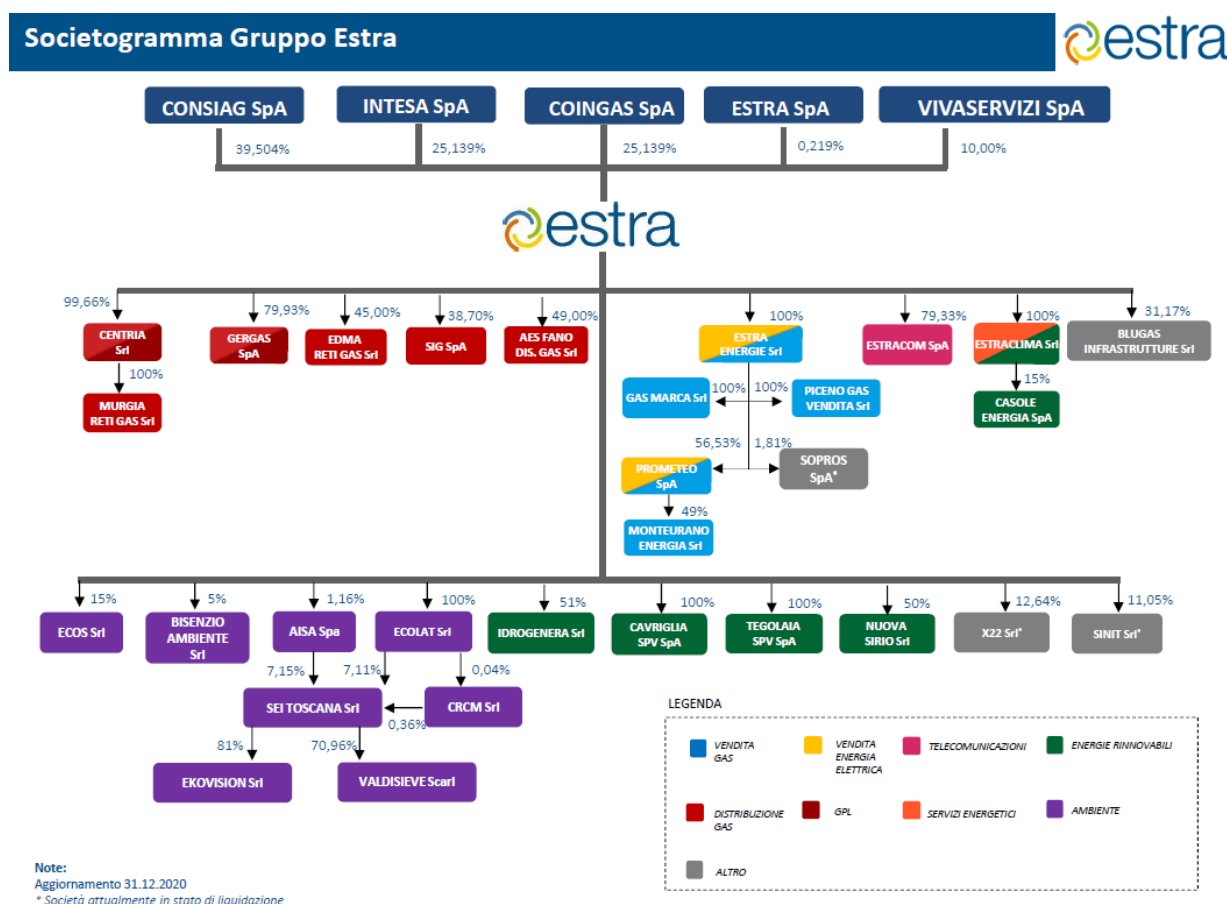 Societogramma Gruppo Estra
estra
CONSIAG SpA
INTESA SpA
COINGAS SpA
ESTRA SpA
VIVASERVIZI SpA
39,504%
25,139%
25,139%
0,219%
10,00%
estra
99,66%
79,93%
45,00%
38,70%
49,00%
100%
79,33%
100%
31,17%
CENTRIA
Srl
GERGAS
SpA
EDMA
RETI GAS Srl
SIG SpA
AES FANO
DIS. GAS Srl
ESTRA
ENERGIE Srl
ESTRACOM SpA
ESTRACLIMA Srl
BLUGAS
INFRASTRUTTURE Srl
100%
15%
MURGIA
RETI GAS Srl
GAS MARCA Srl
100%
100%
PICENO GAS
VENDITA Srl
CASOLE
ENERGIA SpA
56,53%
1,81%
PROMETEO
SpA
SOPROS
SpA*
49%
MONTEURANO
ENERGIA Srl
15%
5%
1,16%
100%
51%
100%
100%
50%
12,64%
11,05%
ECOS Srl
BISENZIO
AMBIENTE
Srl
AISA Spa
ECOLAT Srl
IDROGENERA Srl
CAVRIGLIA
SPV SpA
TEGOLAIA
SPV SpA
NUOVA
SIRIO Srl
X22 Srl*
SINIT Srl*
7,15%
7,11%
0,04%
SEI TOSCANA Srl
CRCM Srl
0,36%
81%
70,96%
EKOVISION Srl
VALDISIEVE Scarl
LEGENDA
VENDITA
GAS
VENDITA
ENERGIA
ELETTRICA
TELECOMUNICAZIONI
ENERGIE RINNOVABILI
DISTRIBUZIONE
GAS
GPL
SERVIZI ENERGETICI
AMBIENTE
ALTRO
Note:
Aggiornamento 31.12.2020
* Società attualmente in stato di liquidazione